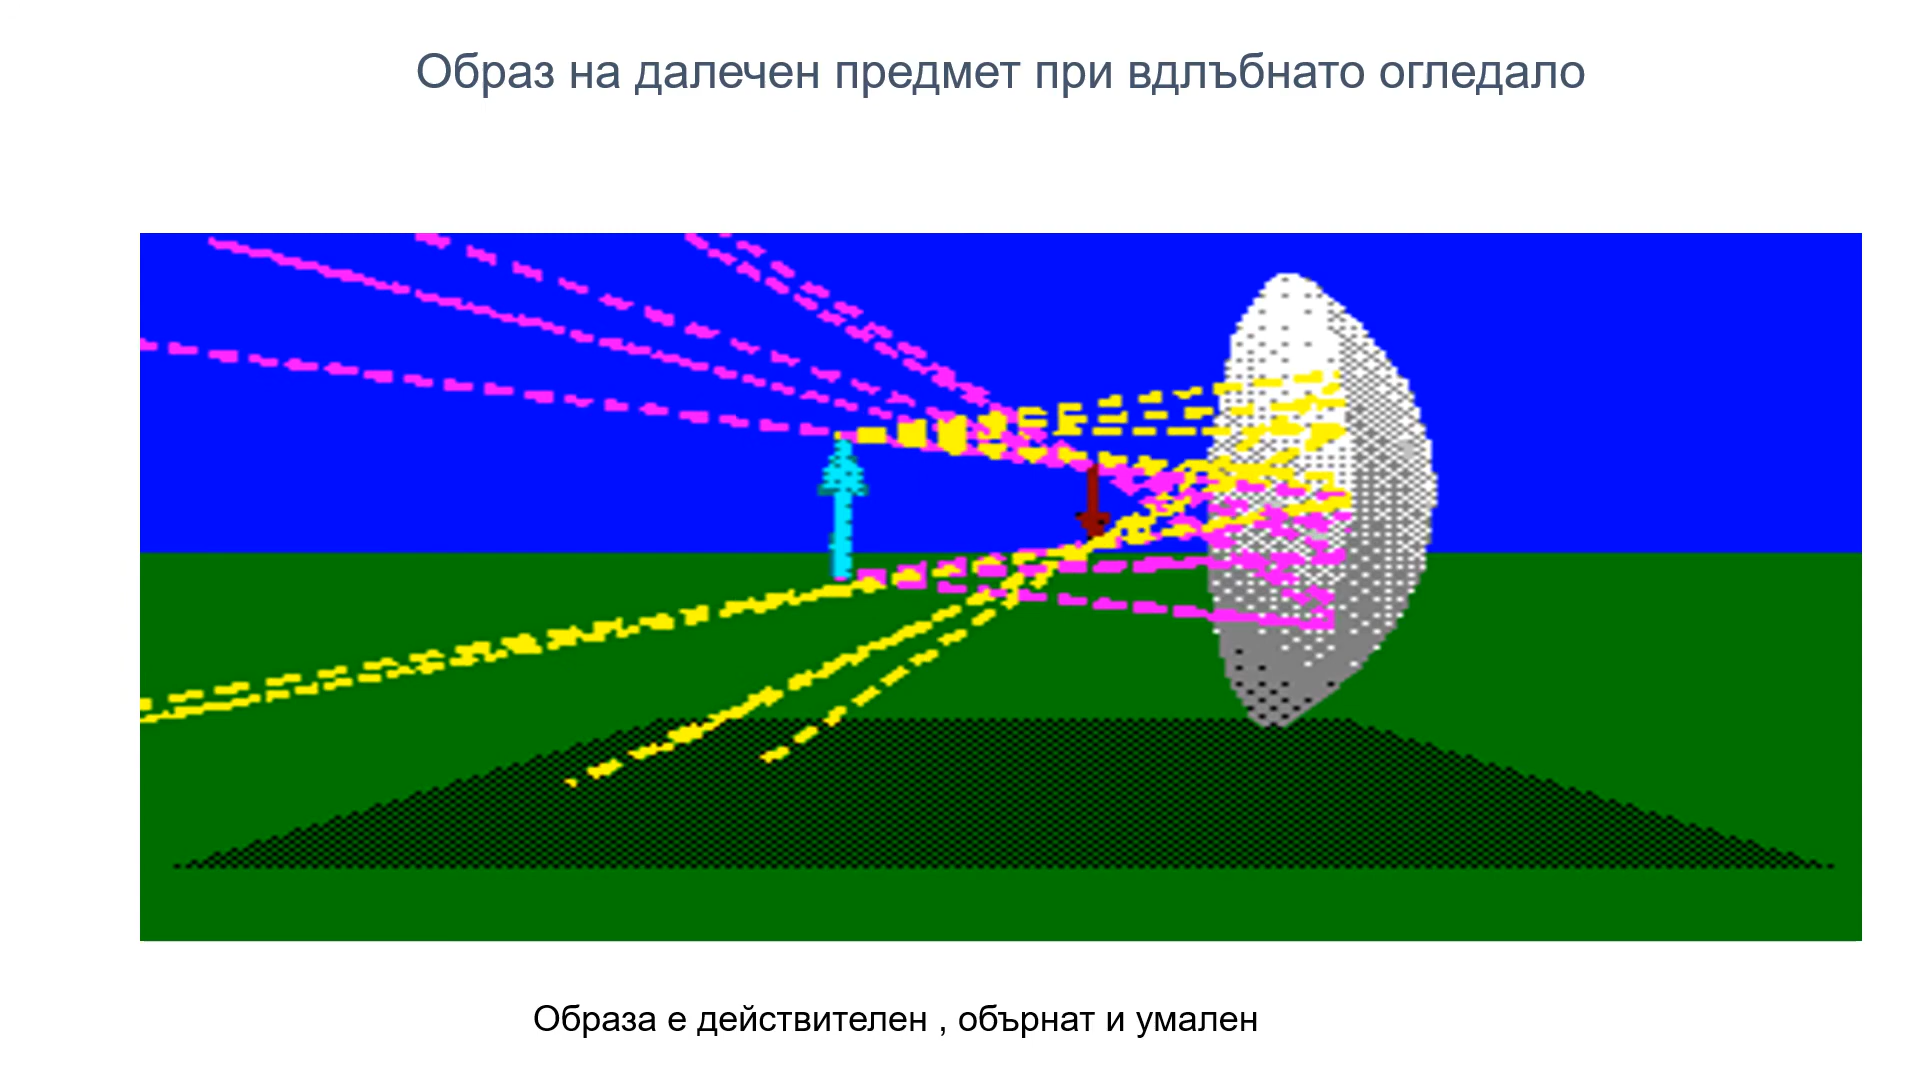 Образ на далечен предмет при вдлъбнато огледало
Образа е действителен , обърнат и умален